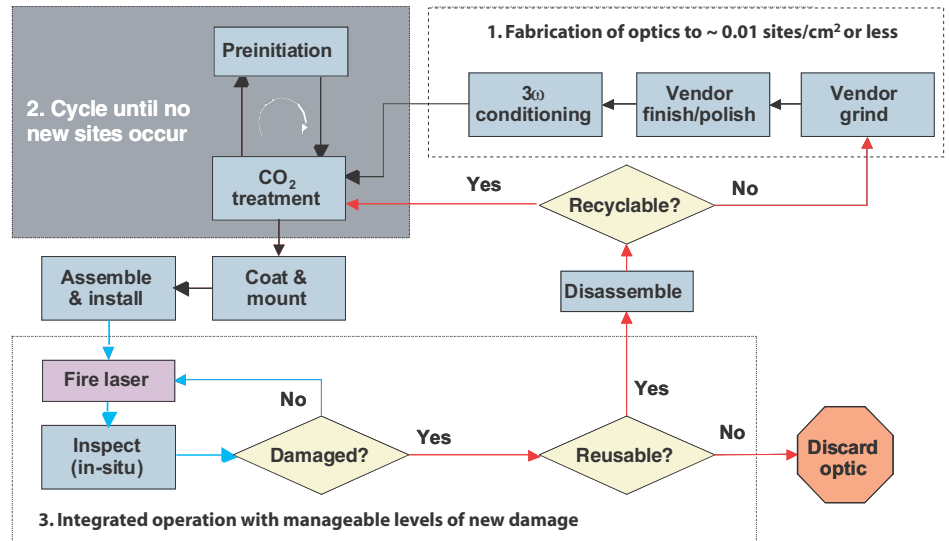 Preinitiation
2. Cycle until no
new sites occur
CO₂
treatment
1. Fabrication of optics to ~ 0.01 sites/cm² or less
3ω
conditioning
Vendor
finish/polish
Vendor
grind
Yes
Recyclable?
No
Assemble
& install
Coat &
mount
Disassemble
Fire laser
No
Yes
Inspect
(in-situ)
Damaged?
Yes
Reusable?
No
Discard
optic
3. Integrated operation with manageable levels of new damage